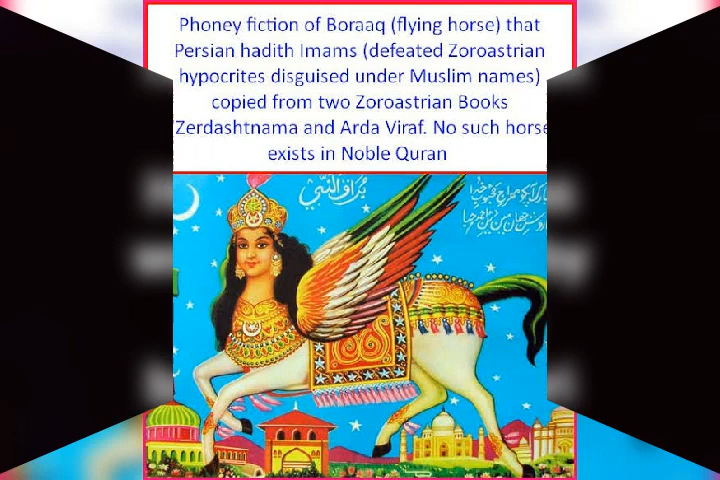 Phoney fiction of Boraaq (flying horse) that
Persian hadith Imams (defeated Zoroastrian
hypocrites disguised under Muslim names)
copied from two Zoroastrian Books
Zerdashtnama and Arda Viraf. No such horse
exists in Noble Quran
براق النبی